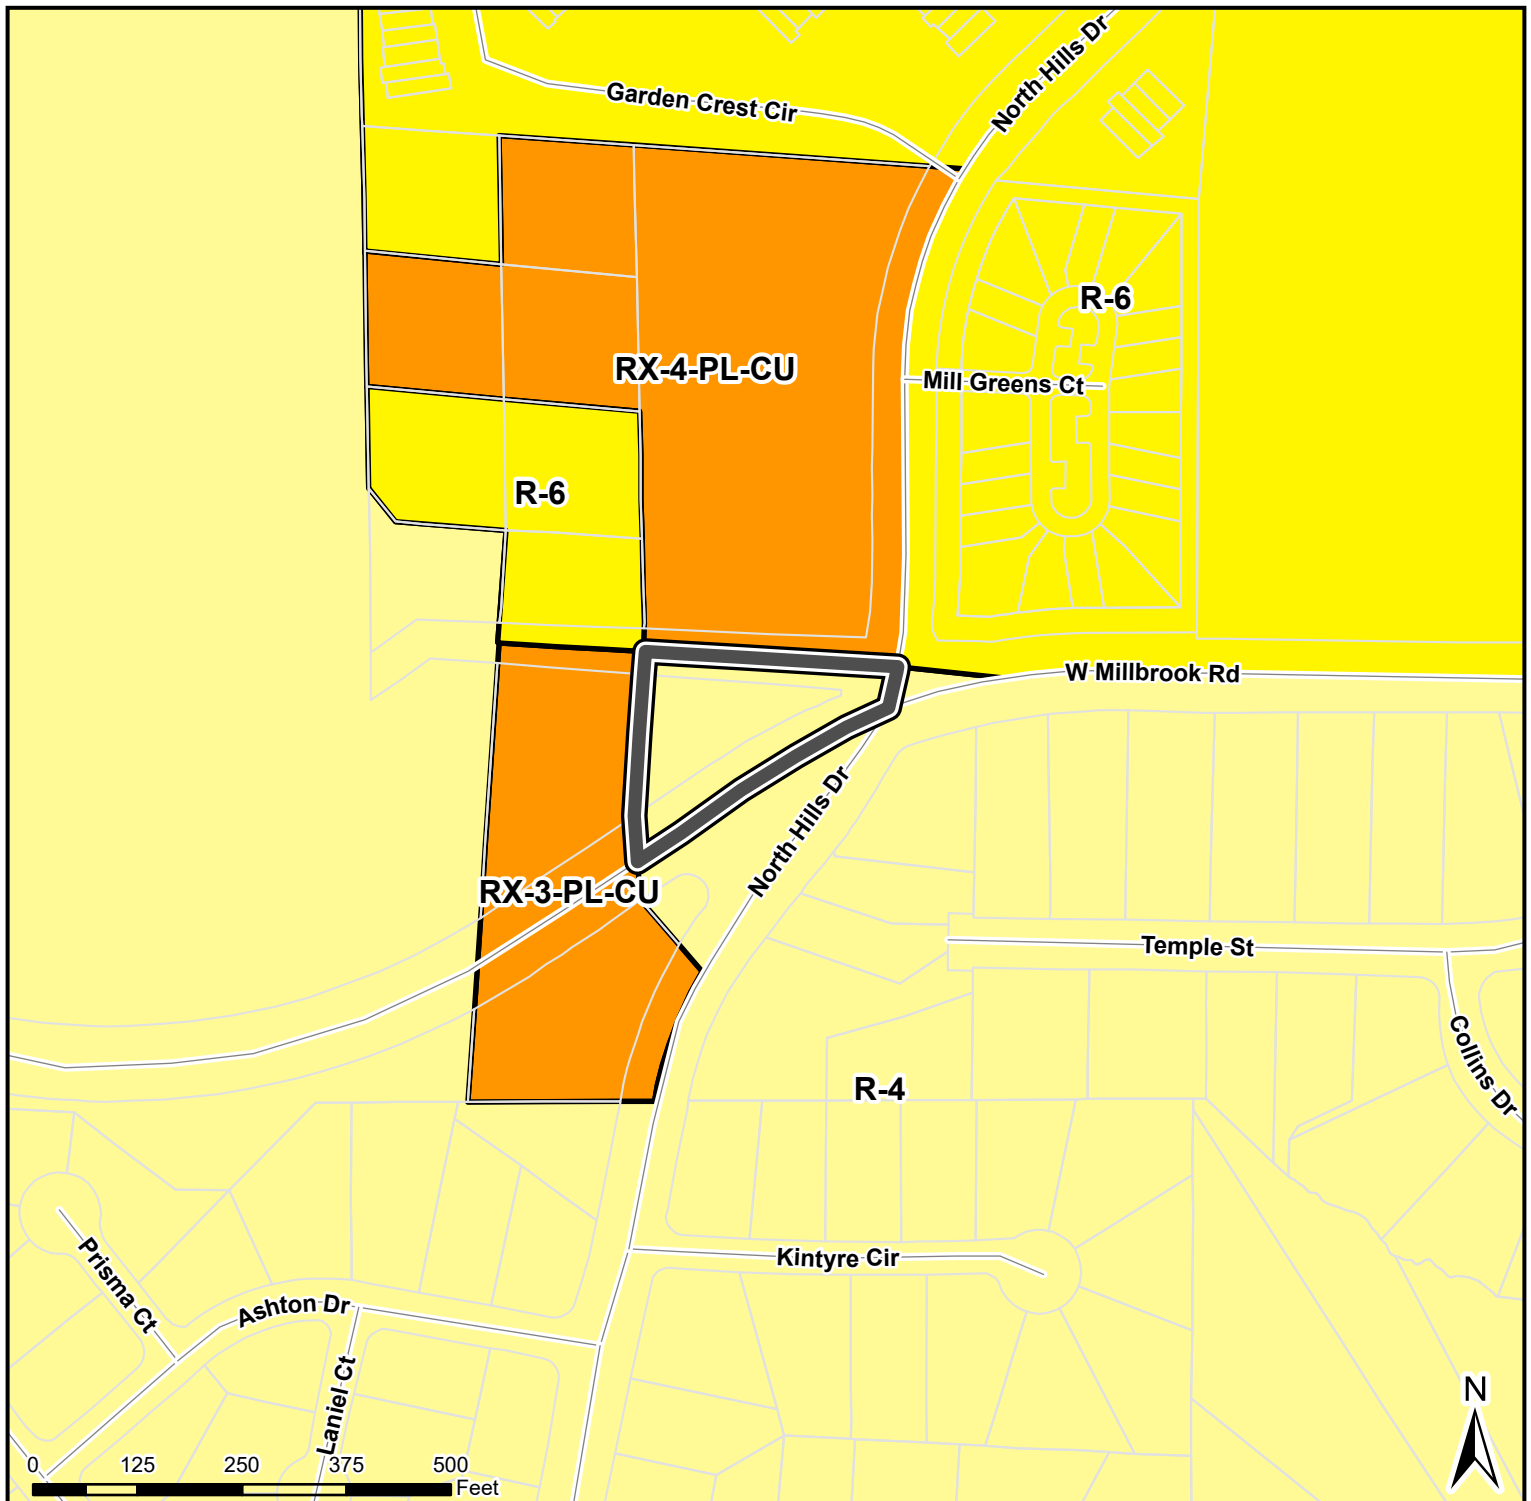 Garden Crest Cir
North Hills Dr
R-6
RX-4-PL-CU
Mill Greens Ct
R-6
W Millbrook Rd
North Hills Dr
RX-3-PL-CU
Temple St
Collins Dr
R-4
Prisma Ct
Kintyre Cir
Ashton Dr
Laniel Ct
N
0 125 250 375 500
Feet